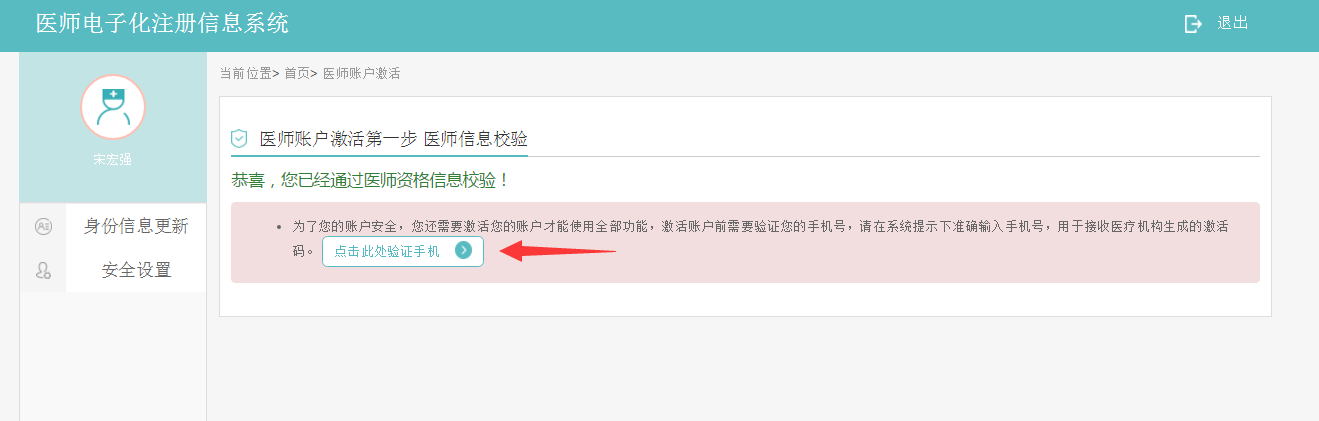 医师电子化注册信息系统
退出
当前位置> 首页> 医师账户激活
宋宏强
医师账户激活第一步 医师信息校验
恭喜，您已经通过医师资格信息校验！
身份信息更新
安全设置
为了您的账户安全，您还需要激活您的账户才能使用全部功能，激活账户前需要验证您的手机号，请在系统提示下准确输入手机号，用于接收医疗机构生成的激活
码。 点击此处验证手机